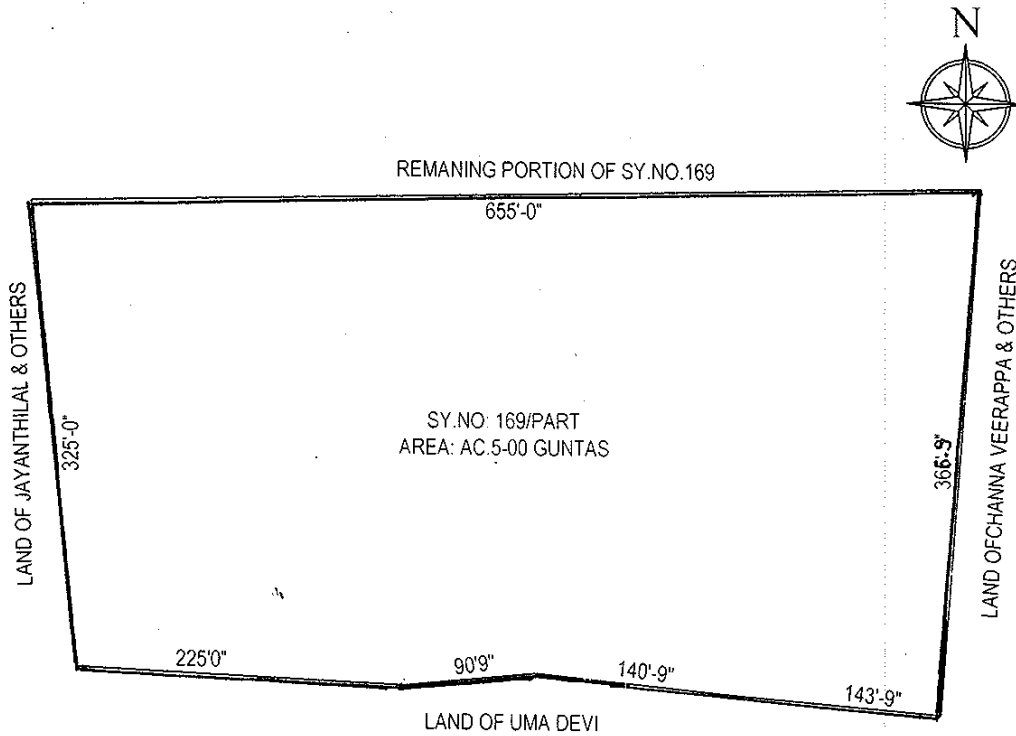 N
REMANING PORTION OF SY.NO.169
655'-0"
LAND OF JAYANTHILAL & OTHERS
325'-0"
SY.NO: 169/PART
AREA: AC.5-00 GUNTAS
366'-9"
LAND OFCHANNA VEERAPPA & OTHERS
225'0"
90'9"
140'-9"
143'-9"
LAND OF UMA DEVI